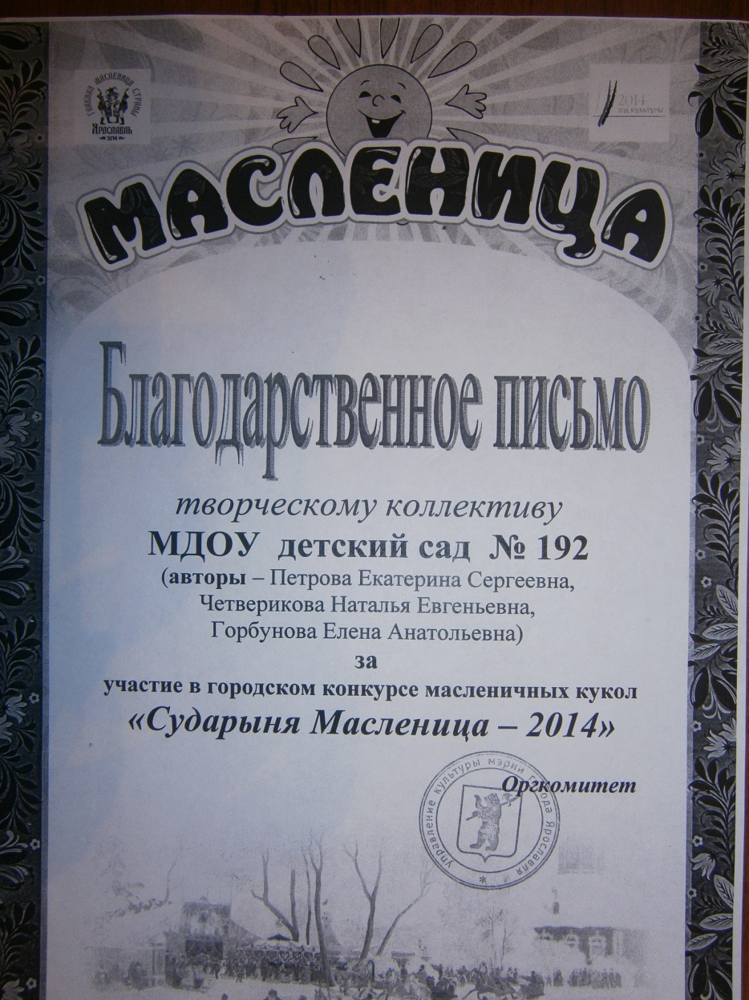 ГЛАВНАЯ МАСЛЕНИЦА СТРАНЫ
ЯРОСЛАВЛЬ
2014
2014
ГОД КУЛЬТУРЫ
МАСЛЕНИЦА
Благодарственное письмо
творческому коллективу
МДОУ детский сад № 192
(авторы – Петрова Екатерина Сергеевна,
Четверикова Наталья Евгеньевна,
Горбунова Елена Анатольевна)
за
участие в городском конкурсе масленичных кукол
«Сударыня Масленица – 2014»
Оргкомитет
управление культуры мэрии города Ярославля